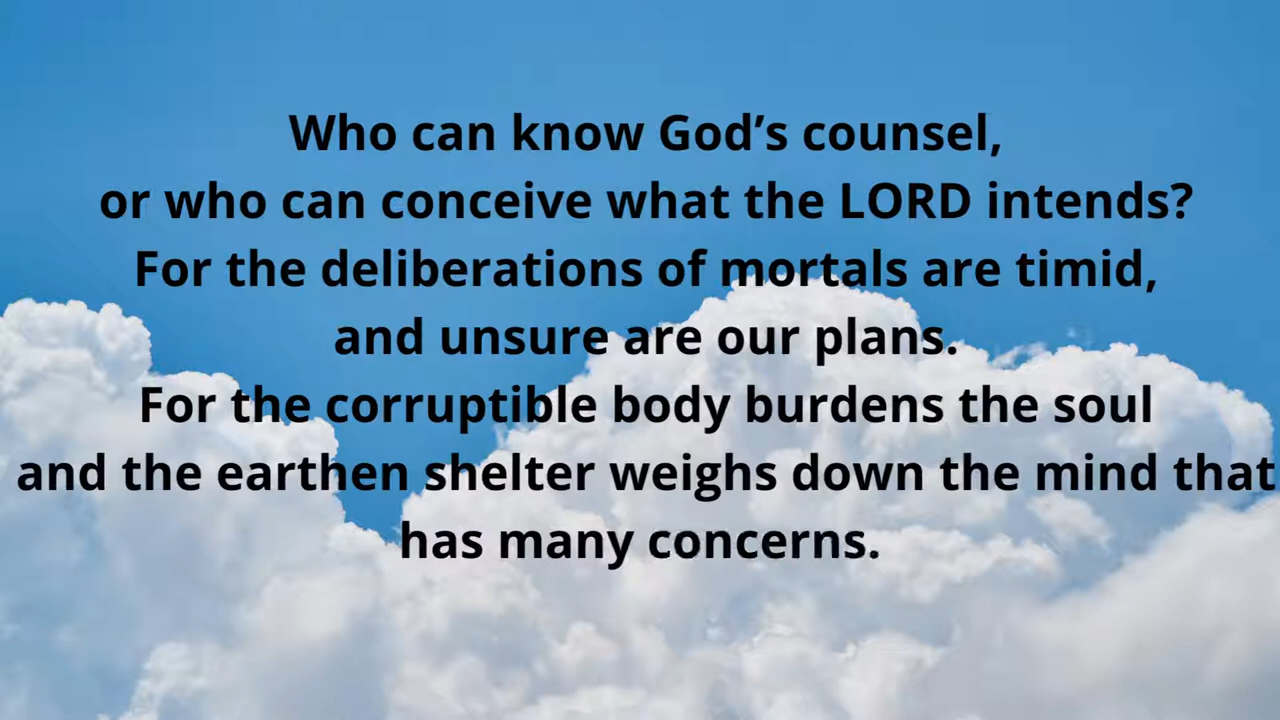 Who can know God’s counsel,
or who can conceive what the LORD intends?
For the deliberations of mortals are timid,
and unsure are our plans.
For the corruptible body burdens the soul
and the earthen shelter weighs down the mind that
has many concerns.